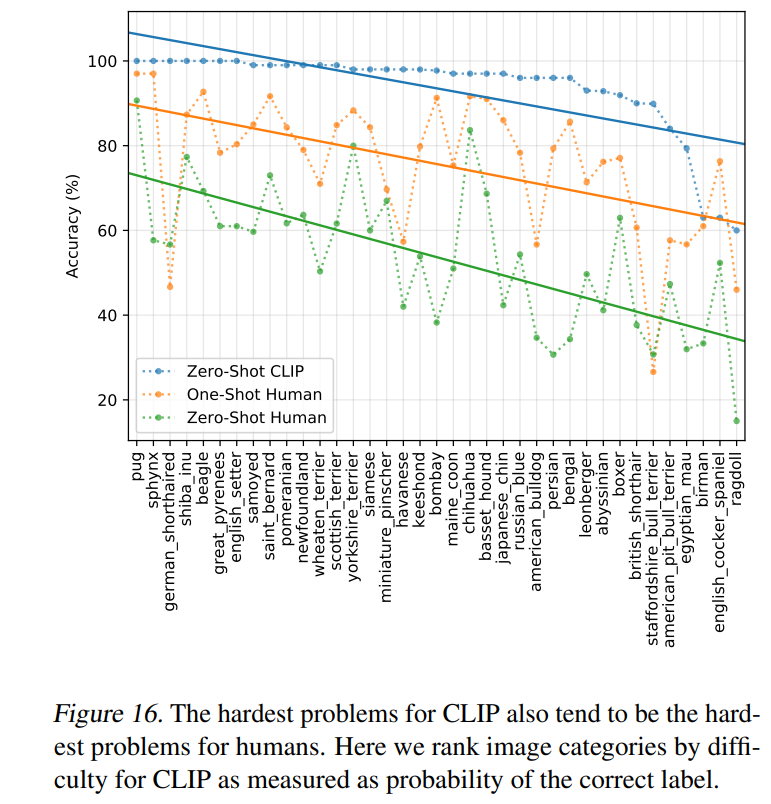 100
80
60
40
20
Accuracy (%)
Zero-Shot CLIP
One-Shot Human
Zero-Shot Human
pug
sphynx
german_shorthaired
shiba_inu
beagle
great_pyrenees
english_setter
samoyed
saint_bernard
pomeranian
newfoundland
wheaten_terrier
scottish_terrier
yorkshire_terrier
siamese
miniature_pinscher
havanese
keeshond
bombay
maine_coon
chihuahua
basset_hound
japanese_chin
russian_blue
american_bulldog
persian
bengal
leonberger
abyssinian
boxer
british_shorthair
staffordshire_bull_terrier
american_pit_bull_terrier
egyptian_mau
birman
english_cocker_spaniel
ragdoll
Figure 16. The hardest problems for CLIP also tend to be the hard-
est problems for humans. Here we rank image categories by diffi-
culty for CLIP as measured as probability of the correct label.